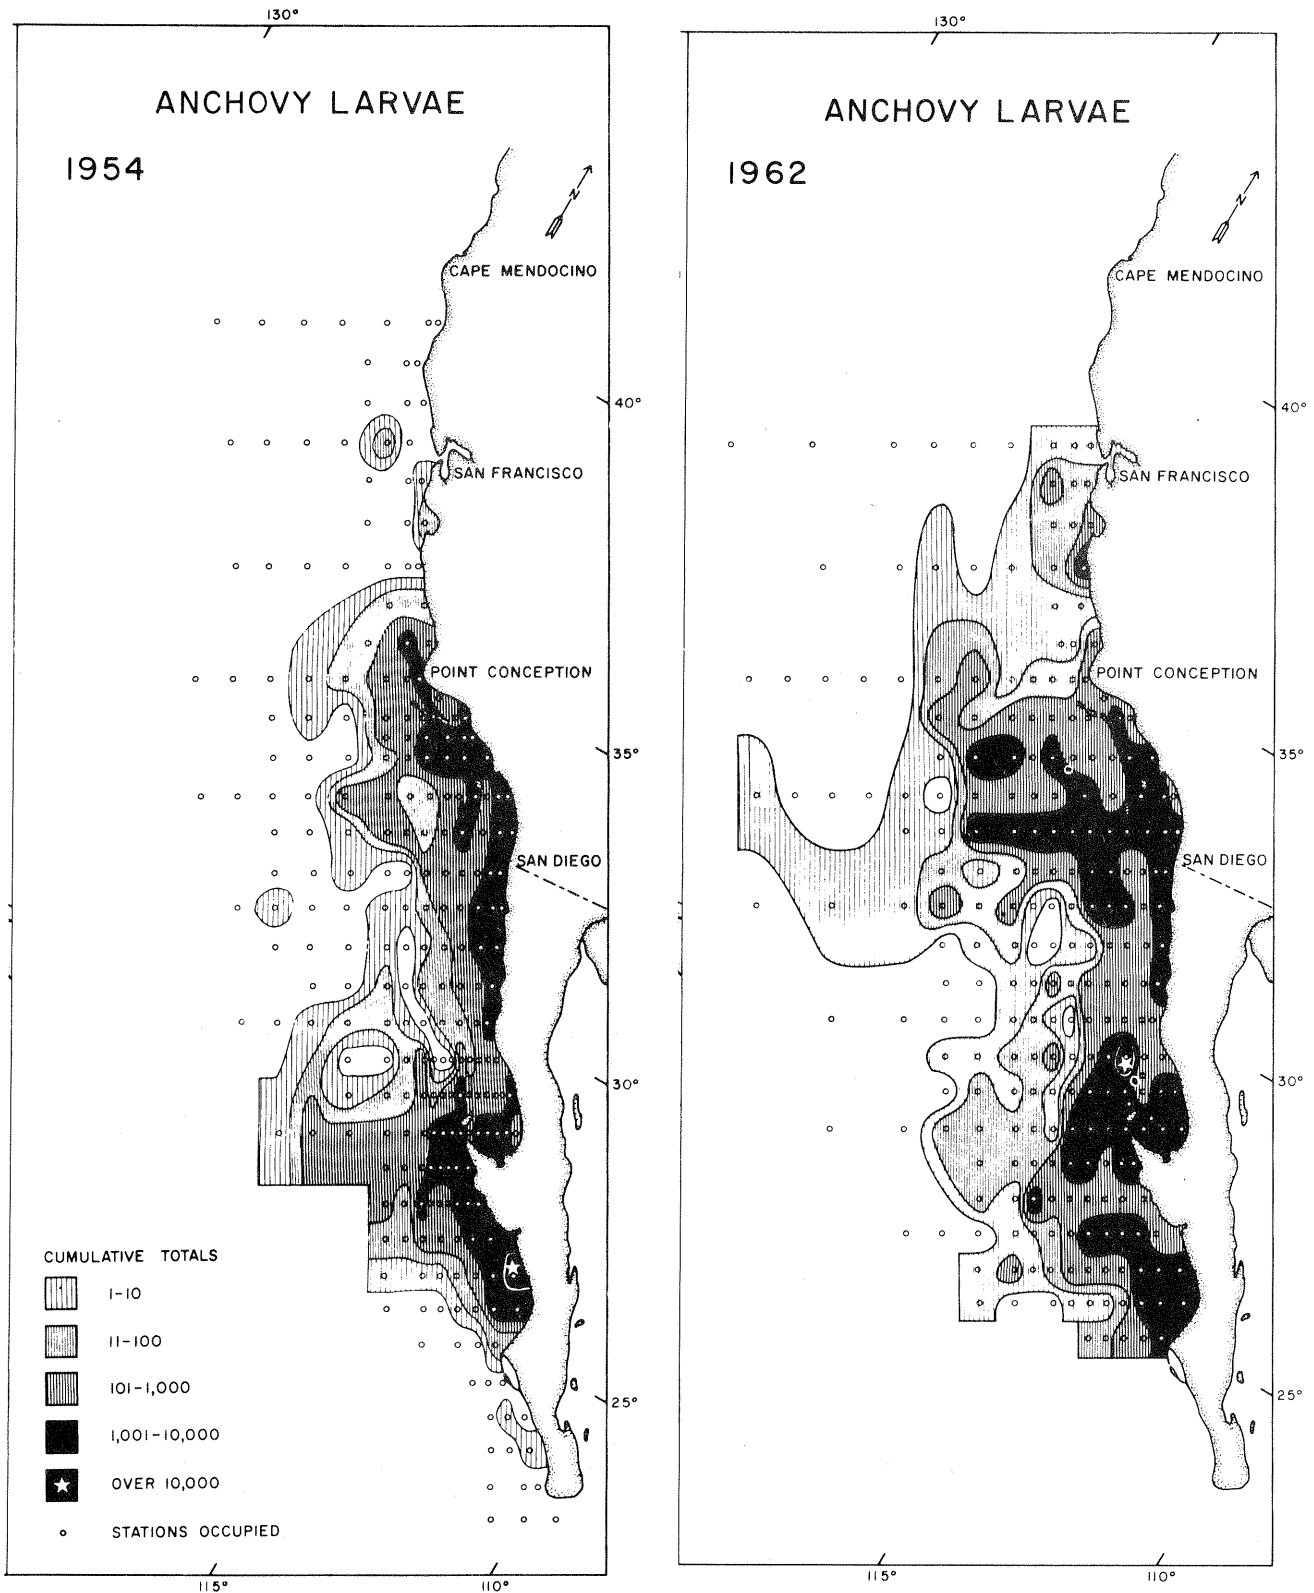 130°
ANCHOVY LARVAE
1954
N
CAPE MENDOCINO
40°
SAN FRANCISCO
POINT CONCEPTION
35°
SAN DIEGO
30°
CUMULATIVE TOTALS
1-10
11-100
101-1,000
1,001-10,000
OVER 10,000
STATIONS OCCUPIED
25°
115°
110°
130°
ANCHOVY LARVAE
1962
N
CAPE MENDOCINO
40°
SAN FRANCISCO
POINT CONCEPTION
35°
SAN DIEGO
30°
25°
115°
110°